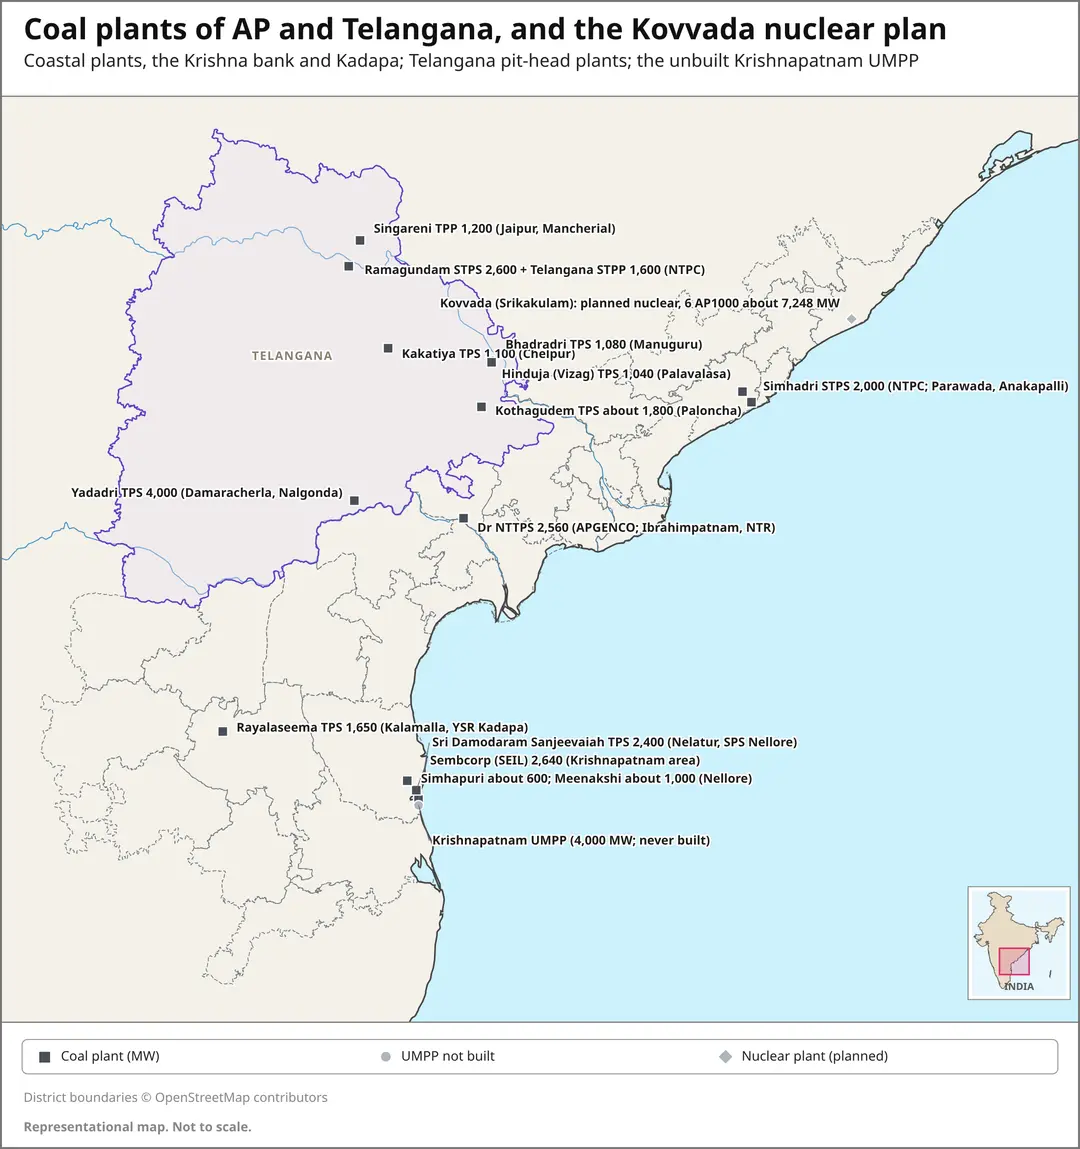 Coal plants of AP and Telangana, and the Kovvada nuclear plan
Coastal plants, the Krishna bank and Kadapa; Telangana pit-head plants; the unbuilt Krishnapatnam UMPP
Singareni TPP 1,200 (Jaipur, Mancherial)
Ramagundam STPS 2,600 + Telangana STPP 1,600 (NTPC)
Kovvada (Srikakulam): planned nuclear, 6 AP1000 about 7,248 MW
Bhadradri TPS 1,080 (Manuguru)
TELANGANA
Kakatiya TPS 1,100 (Chelpur)
Hinduja (Vizag) TPS 1,040 (Palavalasa)
Simhadri STPS 2,000 (NTPC; Parawada, Anakapalli)
Kothagudem TPS about 1,800 (Paloncha)
Yadadri TPS 4,000 (Damaracherla, Nalgonda)
Dr NTTPS 2,560 (APGENCO; Ibrahimpatnam, NTR)
Rayalaseema TPS 1,650 (Kalamalla, YSR Kadapa)
Sri Damodaram Sanjeevaiah TPS 2,400 (Nelatur, SPS Nellore)
Sembcorp (SEIL) 2,640 (Krishnapatnam area)
Simhapuri about 600; Meenakshi about 1,000 (Nellore)
Krishnapatnam UMPP (4,000 MW; never built)
INDIA
Coal plant (MW)
UMPP not built
Nuclear plant (planned)
District boundaries © OpenStreetMap contributors
Representational map. Not to scale.